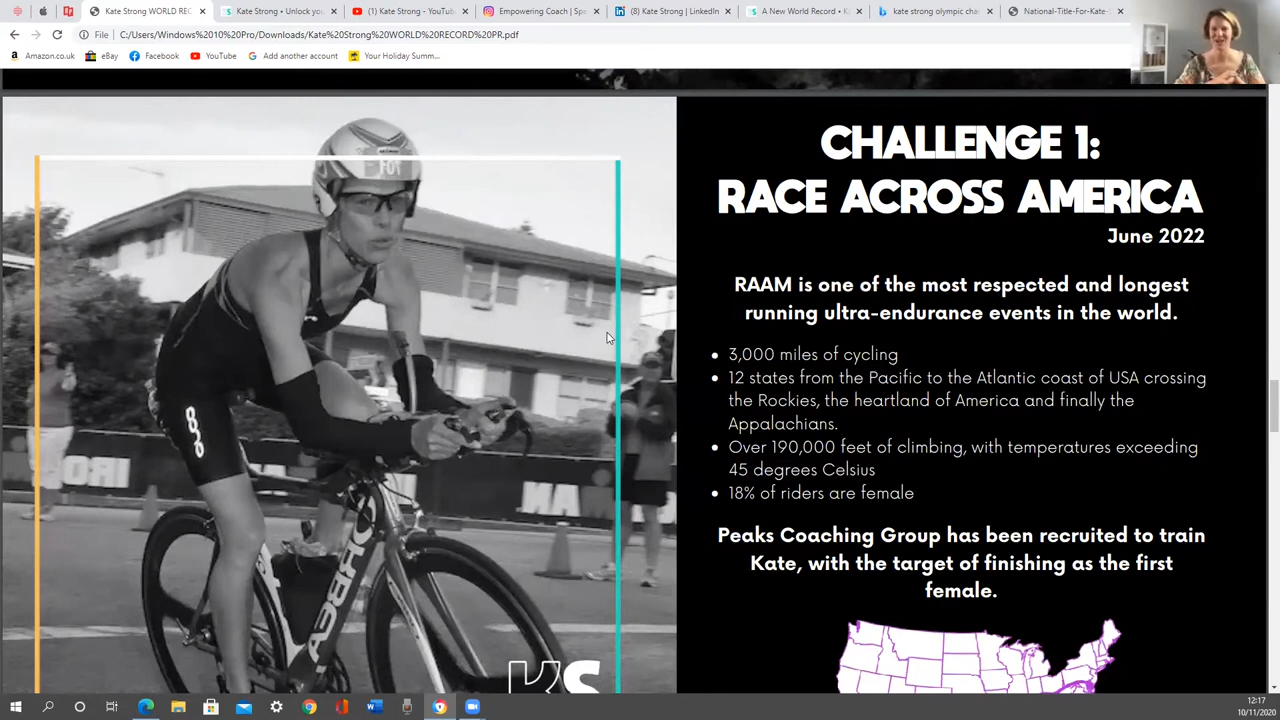 Kate Strong WORLD REC
Kate Strong • Unlock you
(1) Kate Strong - YouTub
Empowering Coach | Spe
(8) Kate Strong | LinkedIn
A New World Record • K
kate strong olympic cha
National-Title-For-Kate-
File
C:/Users/Windows%2010%20Pro/Downloads/Kate%20Strong%20WORLD%20RECORD%20PR.pdf
Amazon.co.uk
eBay
Facebook
YouTube
Add another account
Your Holiday Summ...
CHALLENGE 1:
RACE ACROSS AMERICA
June 2022
RAAM is one of the most respected and longest
running ultra-endurance events in the world.
• 3,000 miles of cycling
• 12 states from the Pacific to the Atlantic coast of USA crossing
the Rockies, the heartland of America and finally the
Appalachians.
• Over 190,000 feet of climbing, with temperatures exceeding
45 degrees Celsius
• 18% of riders are female
Peaks Coaching Group has been recruited to train
Kate, with the target of finishing as the first
female.
ORBEA
KS
12:17
10/11/2020